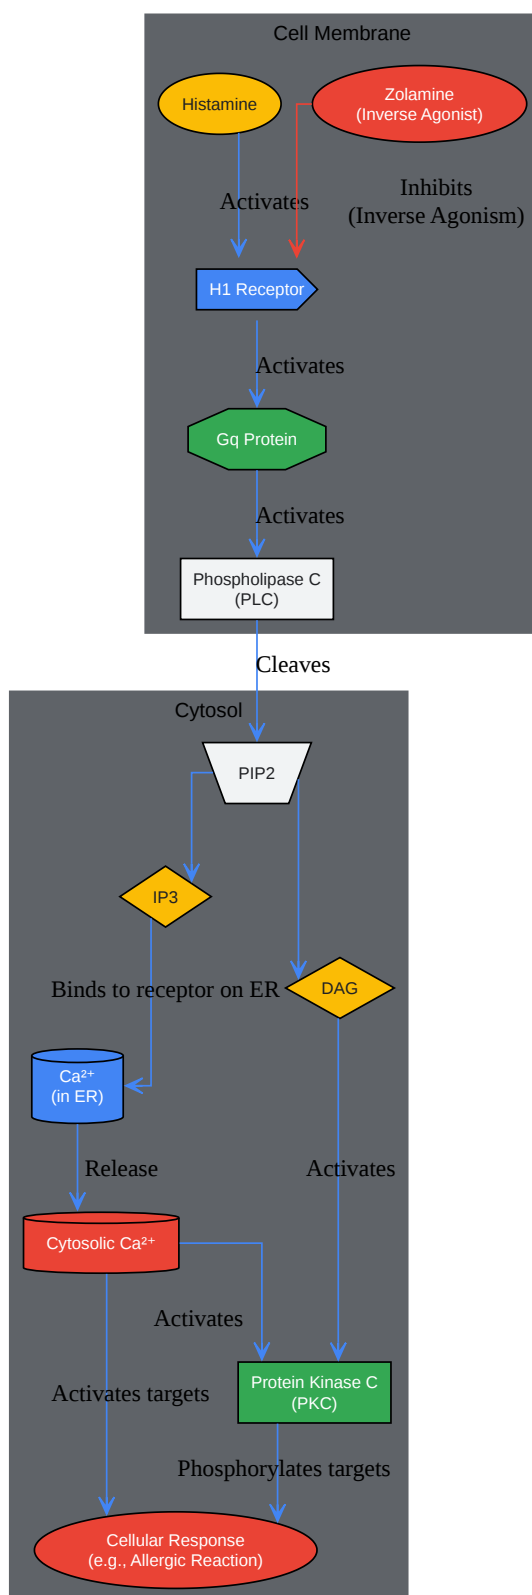 Cell Membrane
Histamine
Zolamine
(Inverse Agonist)
Activates
Inhibits
(Inverse Agonism)
H1 Receptor
Activates
Gq Protein
Activates
Phospholipase C
(PLC)
Cleaves
Cytosol
PIP2
IP3
Binds to receptor on ER
DAG
Ca²⁺
(in ER)
Release
Activates
Cytosolic Ca²⁺
Activates
Protein Kinase C
(PKC)
Activates targets
Phosphorylates targets
Cellular Response
(e.g., Allergic Reaction)